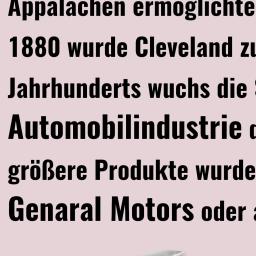 Appalachen ermöglichte
1880 wurde Cleveland zu
Jahrhunderts wuchs die
Automobilindustrie
größere Produkte wurde
Genaral Motors oder